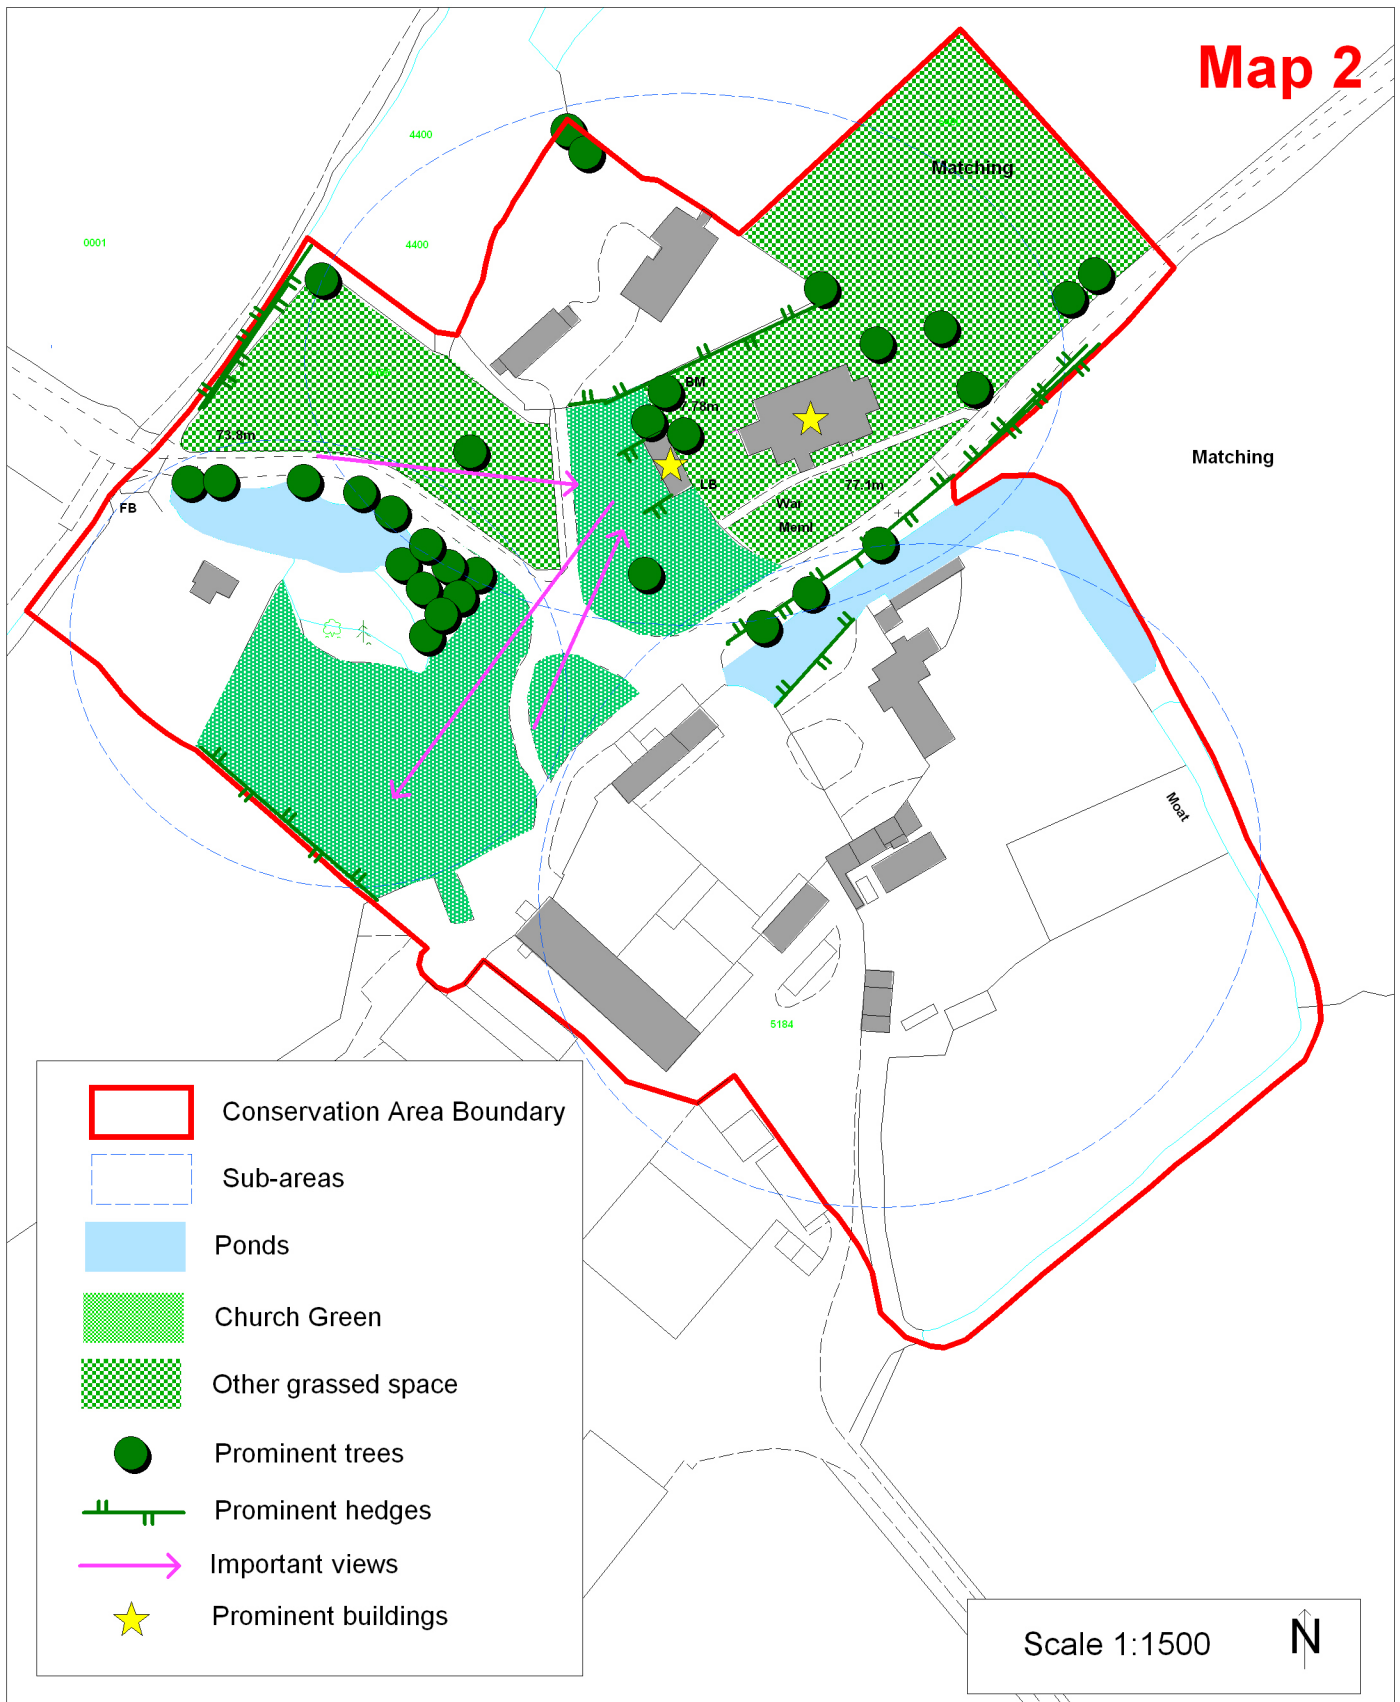 Map 2
4400
Matching
0001
4400
BM
7.78m
73.8m
Matching
LB
77.1m
War
Meml
FB
Moat
5184
Conservation Area Boundary
Sub-areas
Ponds
Church Green
Other grassed space
Prominent trees
Prominent hedges
Important views
Prominent buildings
Scale 1:1500
N